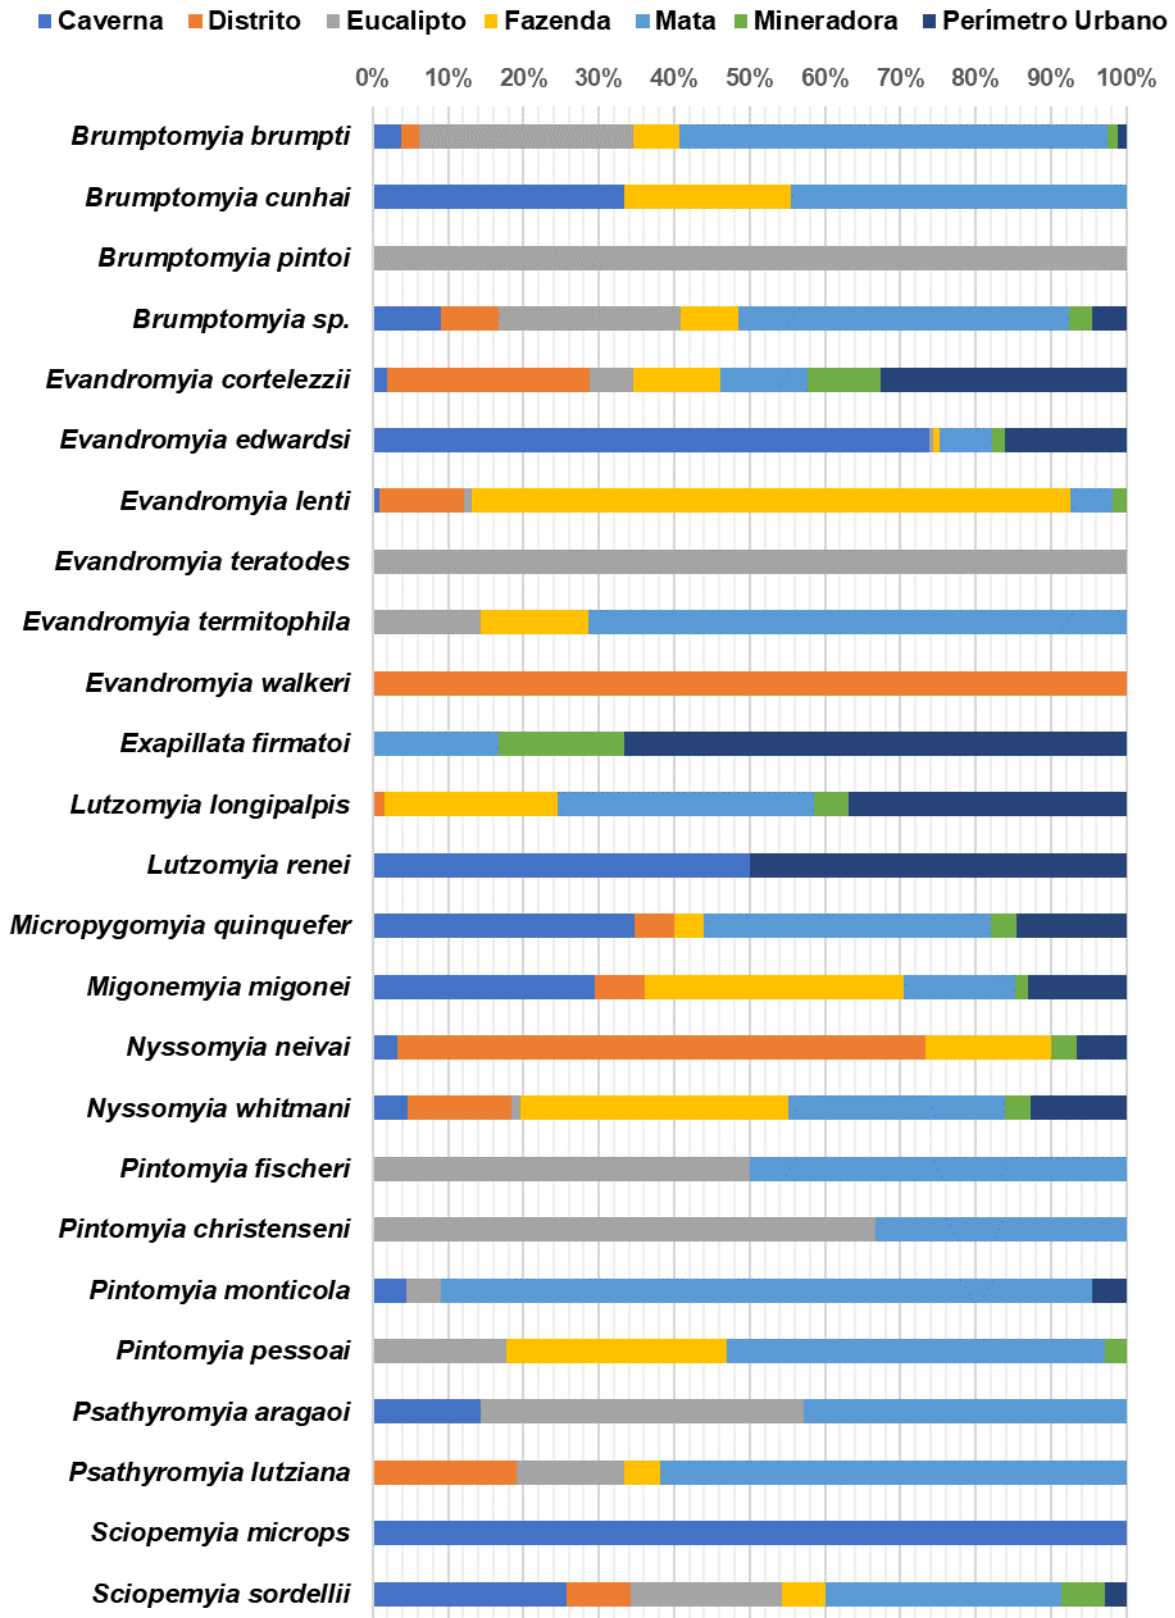 Caverna Distrito Eucalipto Fazenda Mata Mineradora Perímetro Urbano
0% 10% 20% 30% 40% 50% 60% 70% 80% 90% 100%
Brumptomyia brumpti
Brumptomyia cunhai
Brumptomyia pintoi
Brumptomyia sp.
Evandromyia cortelezzii
Evandromyia edwardsi
Evandromyia lenti
Evandromyia teratodes
Evandromyia termitophila
Evandromyia walkeri
Exapillata firmatoi
Lutzomyia longipalpis
Lutzomyia renei
Micropygomyia quinquefer
Migonemyia migonei
Nyssomyia neivai
Nyssomyia whitmani
Pintomyia fischeri
Pintomyia christenseni
Pintomyia monticola
Pintomyia pessoai
Psathyromyia aragaoi
Psathyromyia lutziana
Sciopemyia microps
Sciopemyia sordellii